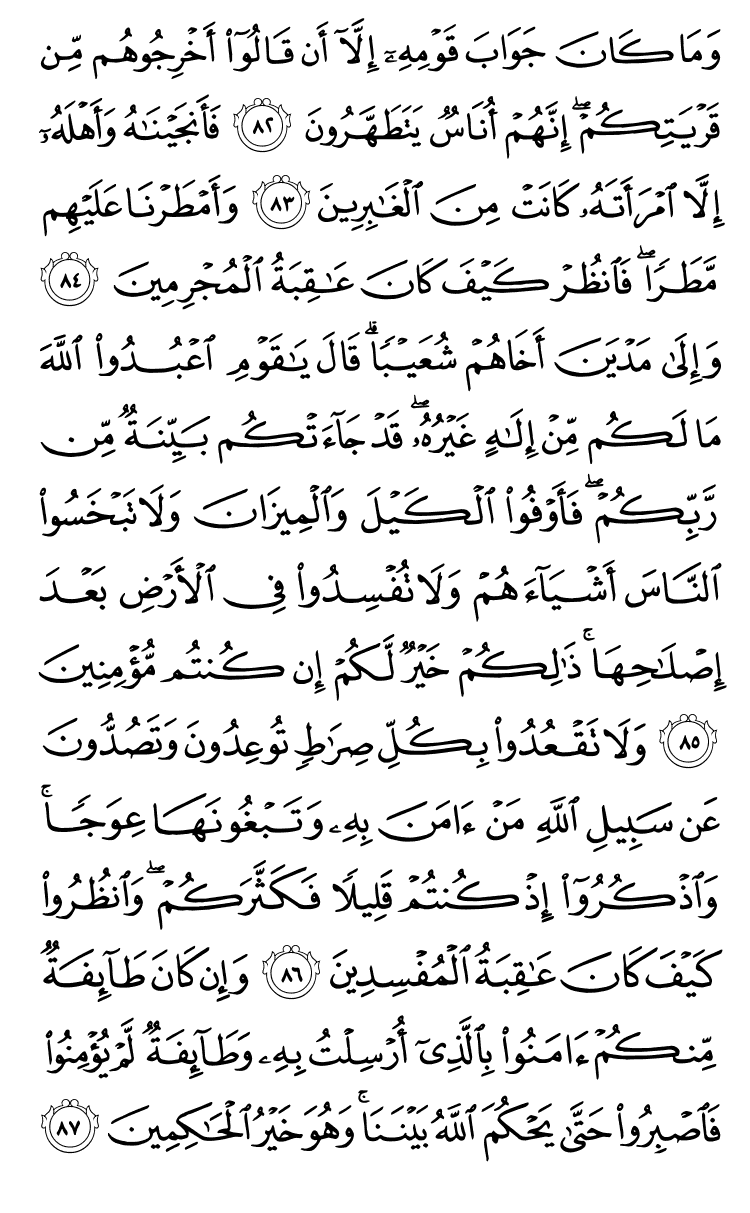 وَمَا كَانَ جَوَابَ قَوْمِهِۦٓ إِلَّآ أَن قَالُوٓا۟ أَخْرِجُوهُم مِّن
قَرْيَتِكُمْ ۖ إِنَّهُمْ أُنَاسٌ يَتَطَهَّرُونَ ٨٢ فَأَنجَيْنَـٰهُ وَأَهْلَهُۥٓ
إِلَّا ٱمْرَأَتَهُۥ كَانَتْ مِنَ ٱلْغَـٰبِرِينَ ٨٣ وَأَمْطَرْنَا عَلَيْهِم
مَّطَرًا ۖ فَٱنظُرْ كَيْفَ كَانَ عَـٰقِبَةُ ٱلْمُجْرِمِينَ ٨٤
وَإِلَىٰ مَدْيَنَ أَخَاهُمْ شُعَيْبًا ۗ قَالَ يَـٰقَوْمِ ٱعْبُدُوا۟ ٱللَّهَ
مَا لَكُم مِّنْ إِلَـٰهٍ غَيْرُهُۥ ۖ قَدْ جَآءَتْكُم بَيِّنَةٌ مِّن
رَّبِّكُمْ ۖ فَأَوْفُوا۟ ٱلْكَيْلَ وَٱلْمِيزَانَ وَلَا تَبْخَسُوا۟
ٱلنَّاسَ أَشْيَآءَهُمْ وَلَا تُفْسِدُوا۟ فِى ٱلْأَرْضِ بَعْدَ
إِصْلَـٰحِهَا ۚ ذَٰلِكُمْ خَيْرٌ لَّكُمْ إِن كُنتُم مُّؤْمِنِينَ
٨٥ وَلَا تَقْعُدُوا۟ بِكُلِّ صِرَٰطٍ تُوعِدُونَ وَتَصُدُّونَ
عَن سَبِيلِ ٱللَّهِ مَنْ ءَامَنَ بِهِۦ وَتَبْغُونَهَا عِوَجًا ۚ
وَٱذْكُرُوٓا۟ إِذْ كُنتُمْ قَلِيلًا فَكَثَّرَكُمْ ۖ وَٱنظُرُوا۟
كَيْفَ كَانَ عَـٰقِبَةُ ٱلْمُفْسِدِينَ ٨٦ وَإِن كَانَ طَآئِفَةٌ
مِّنكُمْ ءَامَنُوا۟ بِٱلَّذِىٓ أُرْسِلْتُ بِهِۦ وَطَآئِفَةٌ لَّمْ يُؤْمِنُوا۟
فَٱصْبِرُوا۟ حَتَّىٰ يَحْكُمَ ٱللَّهُ بَيْنَنَا ۚ وَهُوَ خَيْرُ ٱلْحَـٰكِمِينَ ٨٧